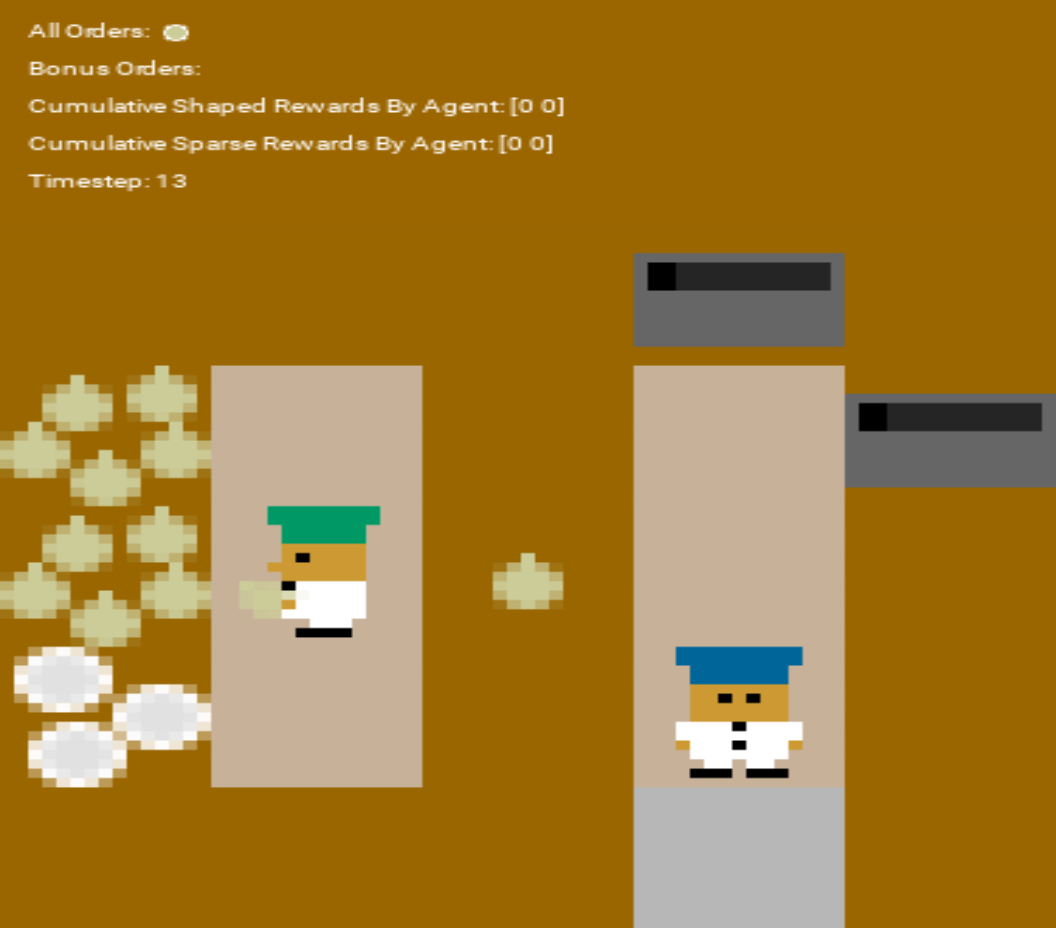 All Orders:
Bonus Orders:
Cumulative Shaped Rewards By Agent: [0 0]
Cumulative Sparse Rewards By Agent: [0 0]
Timestep: 13